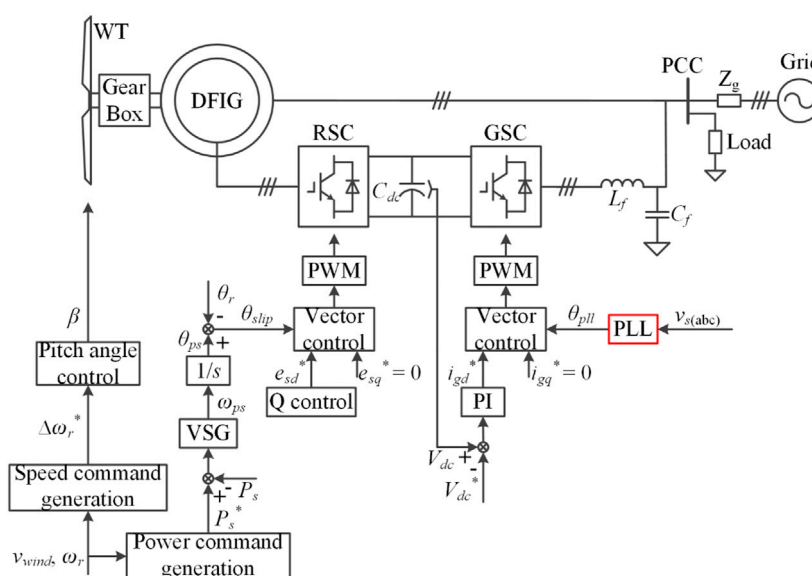 WT
Gear
Box
DFIG
RSC
GSC
PCC
Z_g
Grid
Load
C_dc
L_f
C_f
PWM
PWM
θ_r
-
θ_slip
Vector
control
Vector
control
θ_pll
PLL
v_s(abc)
β
θ_ps
+
Pitch angle
control
1/s
e_sd*
e_sq* = 0
i_gd*
i_gq* = 0
ω_ps
Q control
PI
Δω_r*
VSG
V_dc
+
-
V_dc*
Speed command
generation
+
-
P_s
P_s*
v_wind, ω_r
Power command
generation